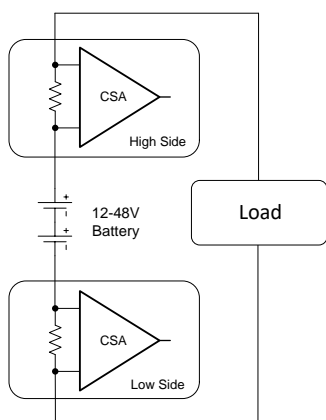 CSA
High Side
+
-
12-48V
+
Battery
-
Load
CSA
Low Side